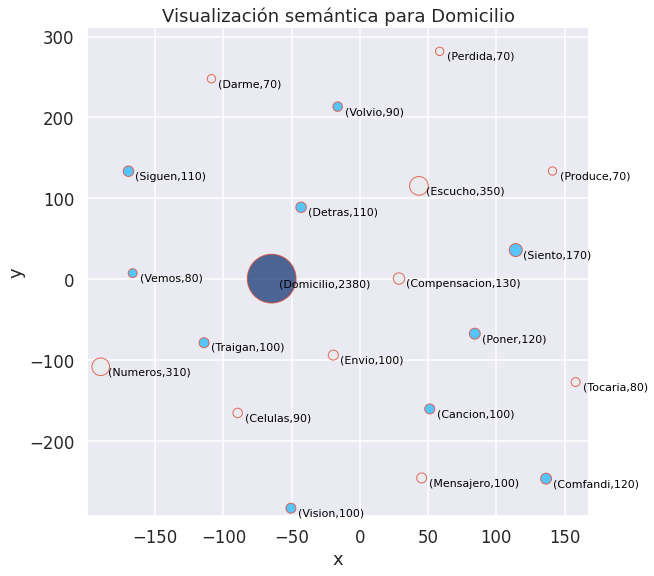 Visualización semántica para Domicilio
300
200
100
0
−100
−200
y
(Perdida,70)
(Darme,70)
(Volvio,90)
(Siguen,110)
(Produce,70)
(Escucho,350)
(Detras,110)
(Siento,170)
(Vemos,80)
(Domicilio,2380)
(Compensacion,130)
(Poner,120)
(Traigan,100)
(Envio,100)
(Numeros,310)
(Tocaria,80)
(Celulas,90)
(Cancion,100)
(Mensajero,100)
(Comfandi,120)
(Vision,100)
−150 −100 −50 0 50 100 150
x